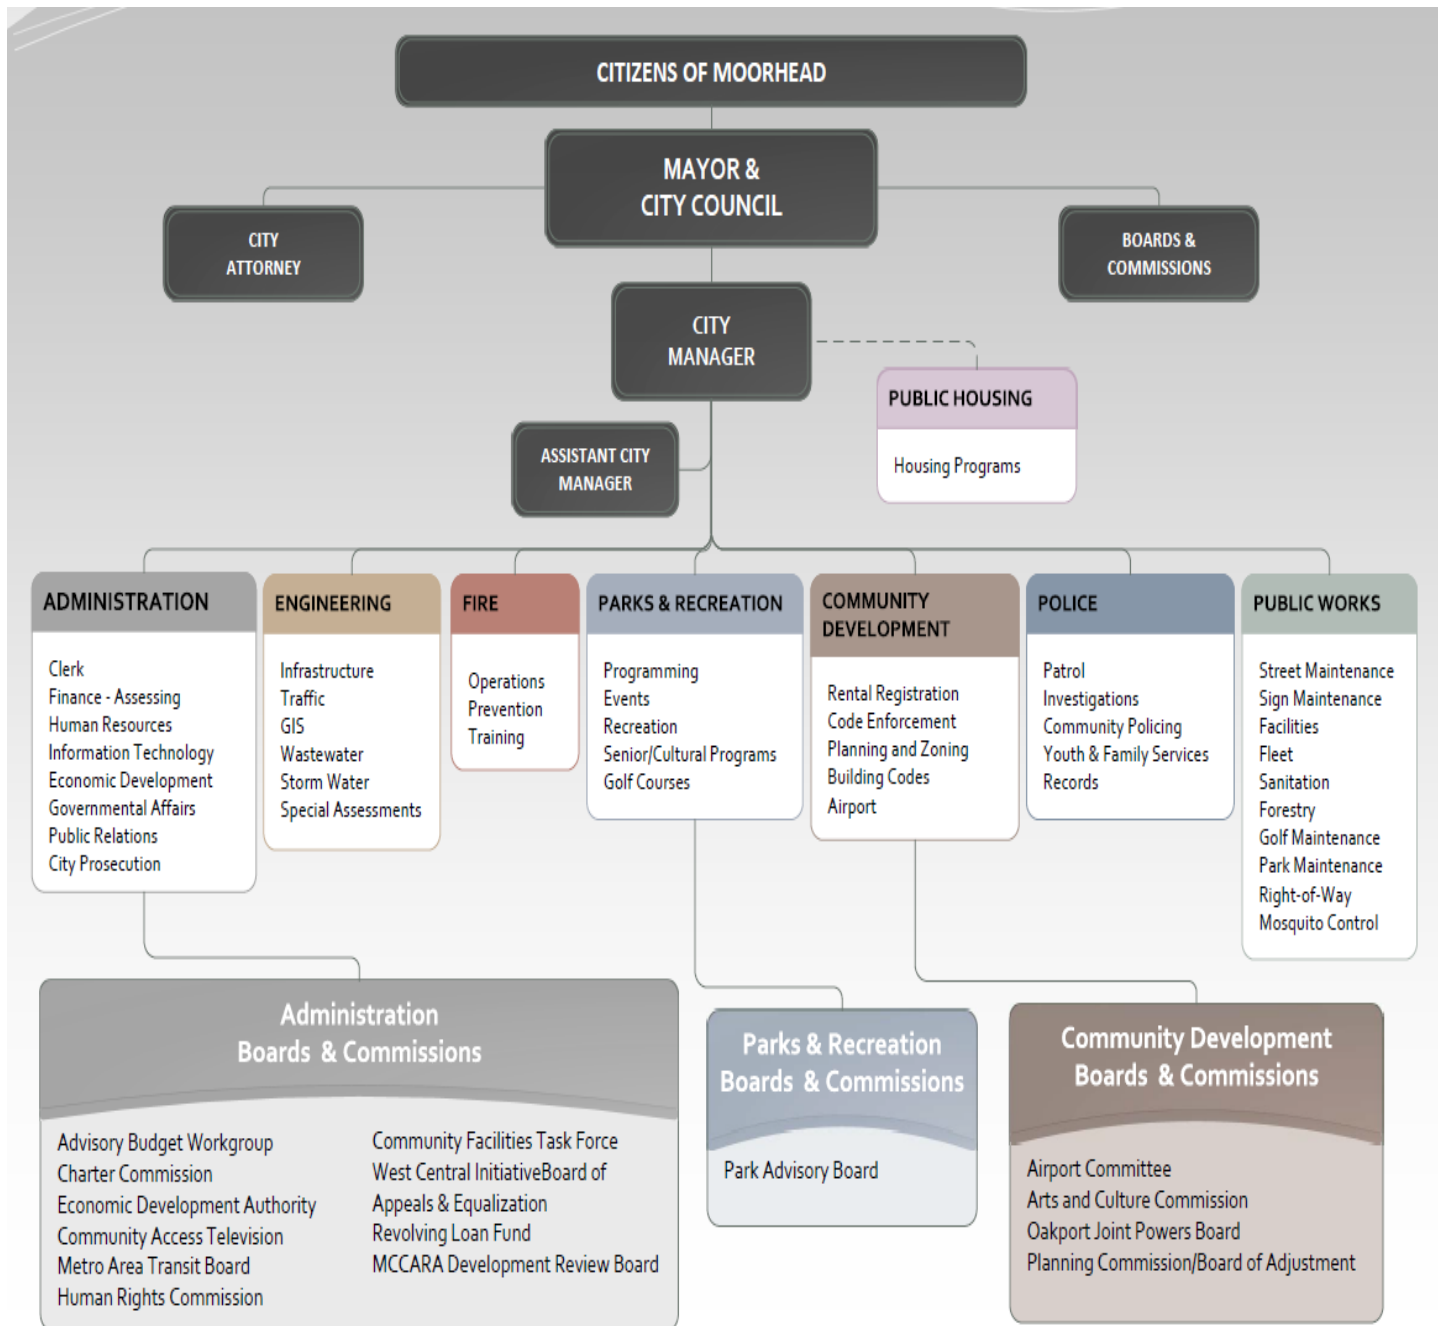 CITIZENS OF MOORHEAD
MAYOR &
CITY COUNCIL
CITY
ATTORNEY
BOARDS &
COMMISSIONS
CITY
MANAGER
PUBLIC HOUSING
Housing Programs
ASSISTANT CITY
MANAGER
ADMINISTRATION
Clerk
Finance - Assessing
Human Resources
Information Technology
Economic Development
Governmental Affairs
Public Relations
City Prosecution
ENGINEERING
Infrastructure
Traffic
GIS
Wastewater
Storm Water
Special Assessments
FIRE
Operations
Prevention
Training
PARKS & RECREATION
Programming
Events
Recreation
Senior/Cultural Programs
Golf Courses
COMMUNITY
DEVELOPMENT
Rental Registration
Code Enforcement
Planning and Zoning
Building Codes
Airport
POLICE
Patrol
Investigations
Community Policing
Youth & Family Services
Records
PUBLIC WORKS
Street Maintenance
Sign Maintenance
Facilities
Fleet
Sanitation
Forestry
Golf Maintenance
Park Maintenance
Right-of-Way
Mosquito Control
Administration
Boards & Commissions
Advisory Budget Workgroup
Charter Commission
Economic Development Authority
Community Access Television
Metro Area Transit Board
Human Rights Commission
Community Facilities Task Force
West Central InitiativeBoard of
Appeals & Equalization
Revolving Loan Fund
MCCARA Development Review Board
Parks & Recreation
Boards & Commissions
Park Advisory Board
Community Development
Boards & Commissions
Airport Committee
Arts and Culture Commission
Oakport Joint Powers Board
Planning Commission/Board of Adjustment